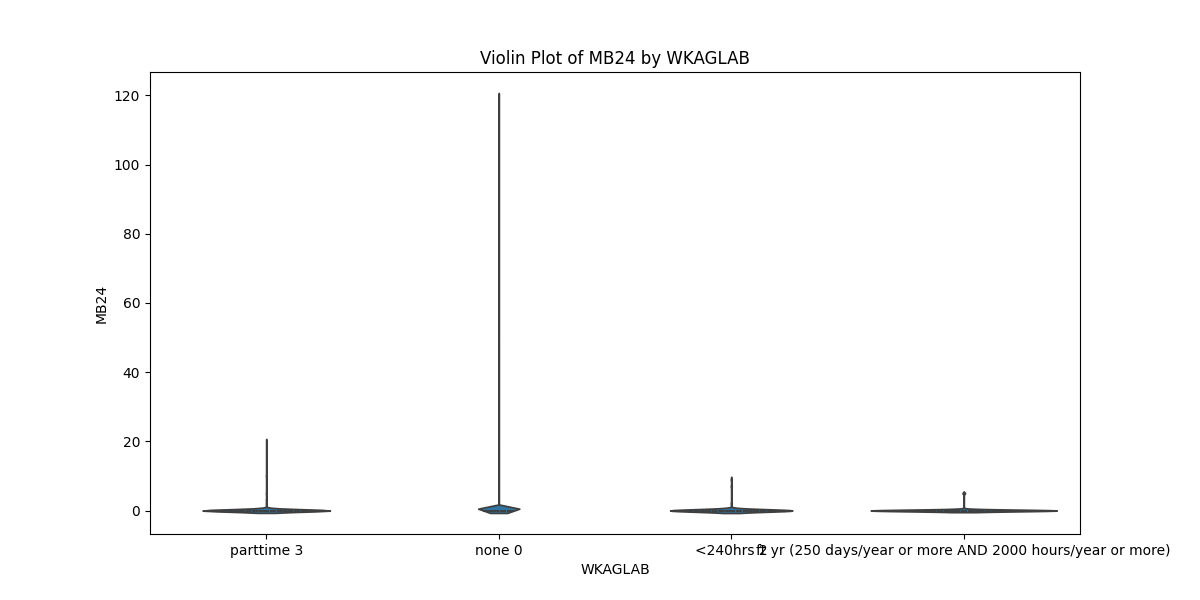 Violin Plot of MB24 by WKAGLAB
120
100
80
60
40
20
0
MB24
parttime 3
none 0
<240hrs 2
ft yr (250 days/year or more AND 2000 hours/year or more)
WKAGLAB